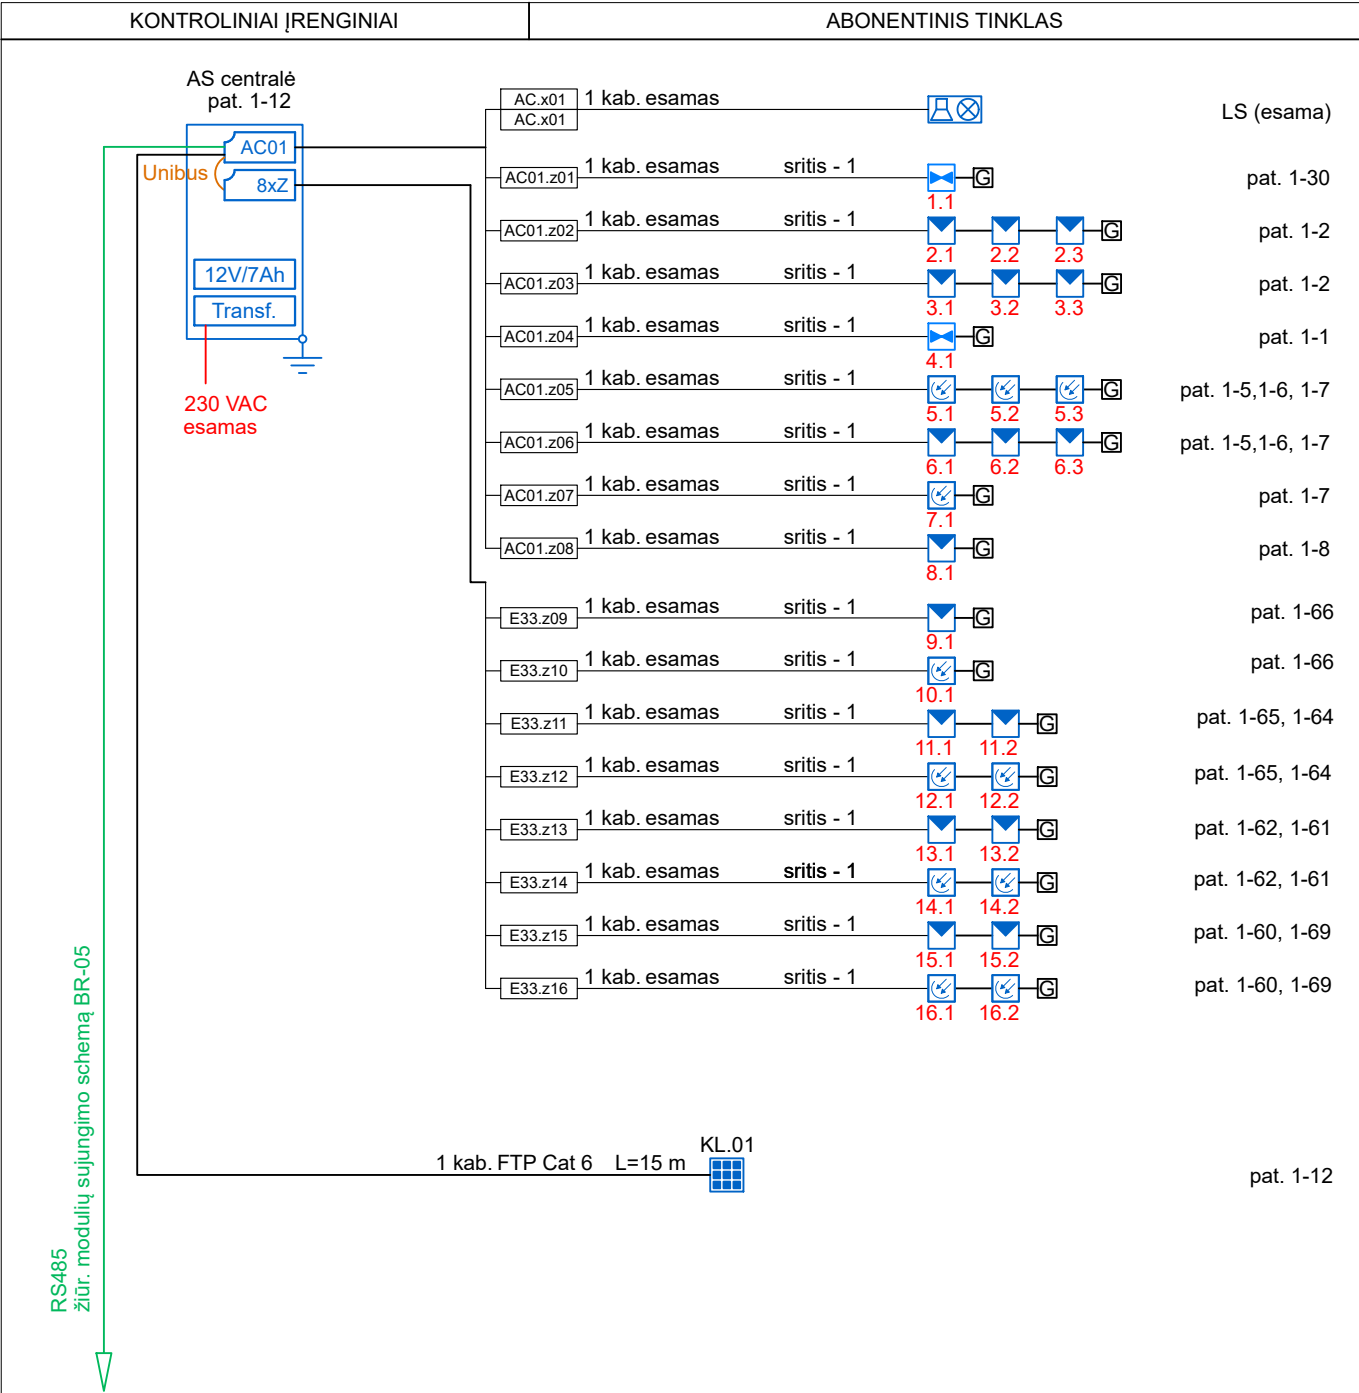 KONTROLINIAI ĮRENGINIAI
ABONENTINIS TINKLAS
AS centralė
pat. 1-12
AC01
Unibus
8xZ
12V/7Ah
Transf.
230 VAC
esamas
AC.x01
AC.x01
1 kab. esamas
LS (esama)
AC01.z01 1 kab. esamas sritis - 1 G pat. 1-30
1.1
AC01.z02 1 kab. esamas sritis - 1 G pat. 1-2
2.1 2.2 2.3
AC01.z03 1 kab. esamas sritis - 1 G pat. 1-2
3.1 3.2 3.3
AC01.z04 1 kab. esamas sritis - 1 G pat. 1-1
4.1
AC01.z05 1 kab. esamas sritis - 1 G pat. 1-5,1-6, 1-7
5.1 5.2 5.3
AC01.z06 1 kab. esamas sritis - 1 G pat. 1-5,1-6, 1-7
6.1 6.2 6.3
AC01.z07 1 kab. esamas sritis - 1 G pat. 1-7
7.1
AC01.z08 1 kab. esamas sritis - 1 G pat. 1-8
8.1
E33.z09 1 kab. esamas sritis - 1 G pat. 1-66
9.1
E33.z10 1 kab. esamas sritis - 1 G pat. 1-66
10.1
E33.z11 1 kab. esamas sritis - 1 G pat. 1-65, 1-64
11.1 11.2
E33.z12 1 kab. esamas sritis - 1 G pat. 1-65, 1-64
12.1 12.2
E33.z13 1 kab. esamas sritis - 1 G pat. 1-62, 1-61
13.1 13.2
E33.z14 1 kab. esamas sritis - 1 G pat. 1-62, 1-61
14.1 14.2
E33.z15 1 kab. esamas sritis - 1 G pat. 1-60, 1-69
15.1 15.2
E33.z16 1 kab. esamas sritis - 1 G pat. 1-60, 1-69
16.1 16.2
KL.01
1 kab. FTP Cat 6 L=15 m
pat. 1-12
RS485
žiūr. modulių sujungimo schemą BR-05